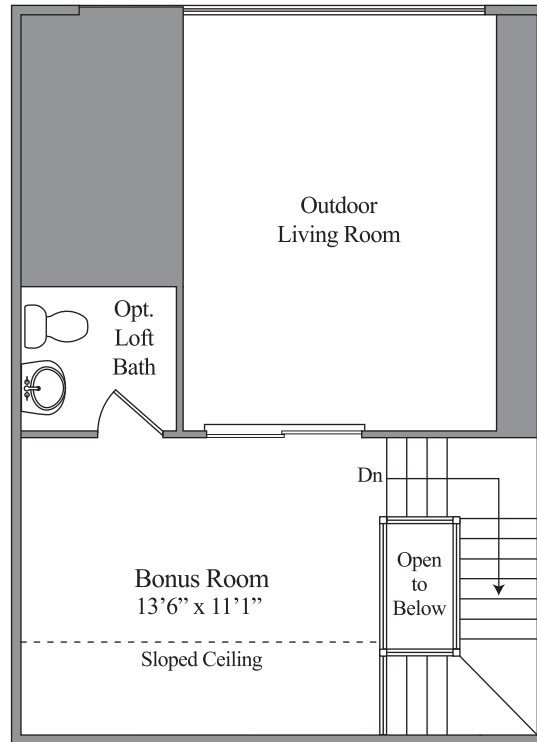 Outdoor
Living Room
Opt.
Loft
Bath
Dn
Open
to
Below
Bonus Room
13’6” x 11’1”
Sloped Ceiling